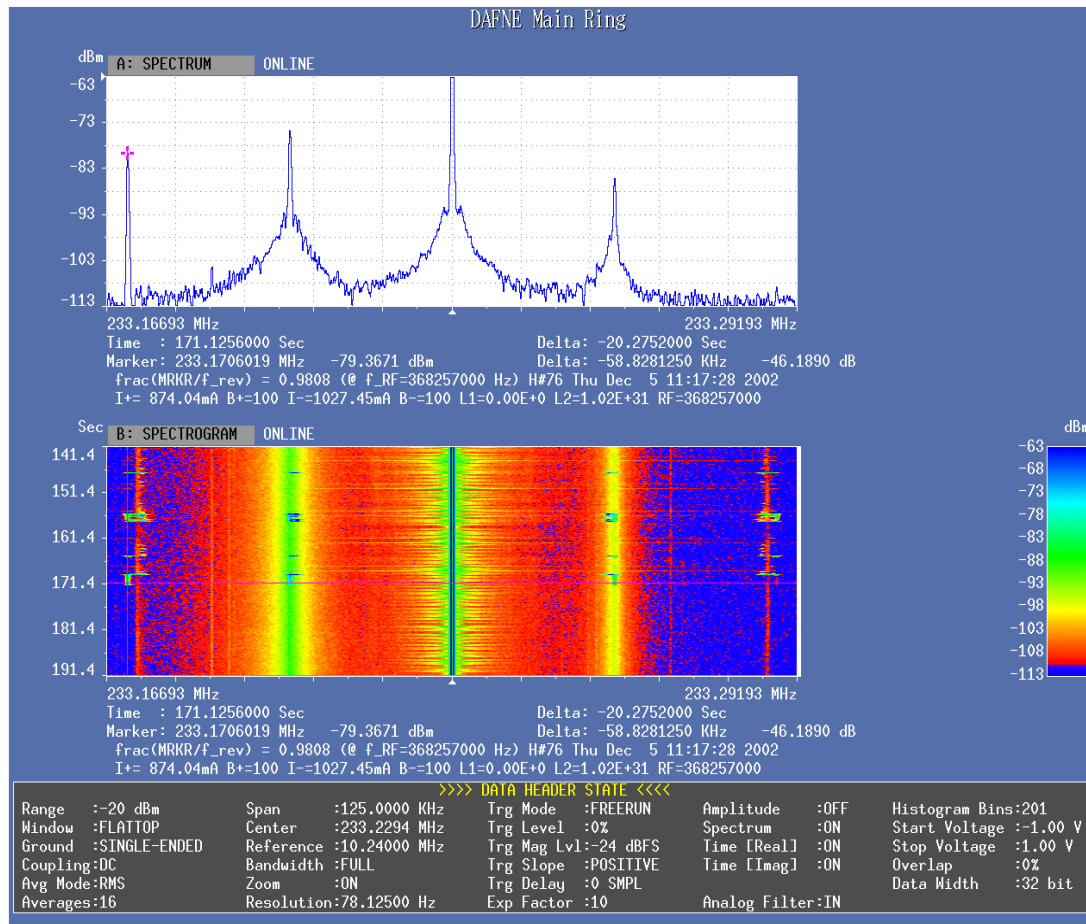 DAFNE Main Ring
dBm A: SPECTRUM ONLINE
-63
-73
-83
-93
-103
-113
233.16693 MHz 233.29193 MHz
Time : 171.1256000 Sec Delta: -20.2752000 Sec
Marker: 233.1706019 MHz -79.3671 dBm Delta: -58.8281250 KHz -46.1890 dB
frac(MRKR/f_rev) = 0.9808 (@ f_RF=368257000 Hz) H#76 Thu Dec 5 11:17:28 2002
I+= 874.04mA B+=100 I-=1027.45mA B-=100 L1=0.00E+0 L2=1.02E+31 RF=368257000
Sec B: SPECTROGRAM ONLINE dBm
141.4 -63
151.4 -68
161.4 -73
171.4 -78
181.4 -83
191.4 -88
-93
-98
-103
-108
-113
233.16693 MHz 233.29193 MHz
Time : 171.1256000 Sec Delta: -20.2752000 Sec
Marker: 233.1706019 MHz -79.3671 dBm Delta: -58.8281250 KHz -46.1890 dB
frac(MRKR/f_rev) = 0.9808 (@ f_RF=368257000 Hz) H#76 Thu Dec 5 11:17:28 2002
I+= 874.04mA B+=100 I-=1027.45mA B-=100 L1=0.00E+0 L2=1.02E+31 RF=368257000
>>>> DATA HEADER STATE <<<<
Range :-20 dBm Span :125.0000 KHz Trg Mode :FREERUN Amplitude :OFF Histogram Bins:201
Window :FLATTOP Center :233.2294 MHz Trg Level :0% Spectrum :ON Start Voltage :-1.00 V
Ground :SINGLE-ENDED Reference :10.24000 MHz Trg Mag Lvl:-24 dBFS Time [Real] :ON Stop Voltage :1.00 V
Coupling:DC Bandwidth :FULL Trg Slope :POSITIVE Time [Imag] :ON Overlap :0%
Avg Mode:RMS Zoom :ON Trg Delay :0 SMPL Data Width :32 bit
Averages:16 Resolution:78.12500 Hz Exp Factor :10 Analog Filter:IN